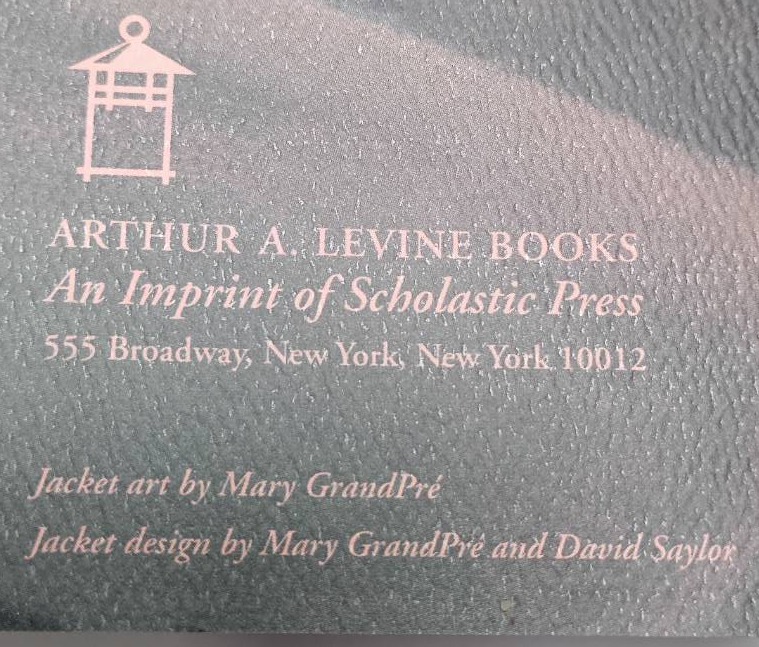 ARTHUR A. LEVINE BOOKS
An Imprint of Scholastic Press
555 Broadway, New York, New York 10012
Jacket art by Mary GrandPré
Jacket design by Mary GrandPré and David Saylor